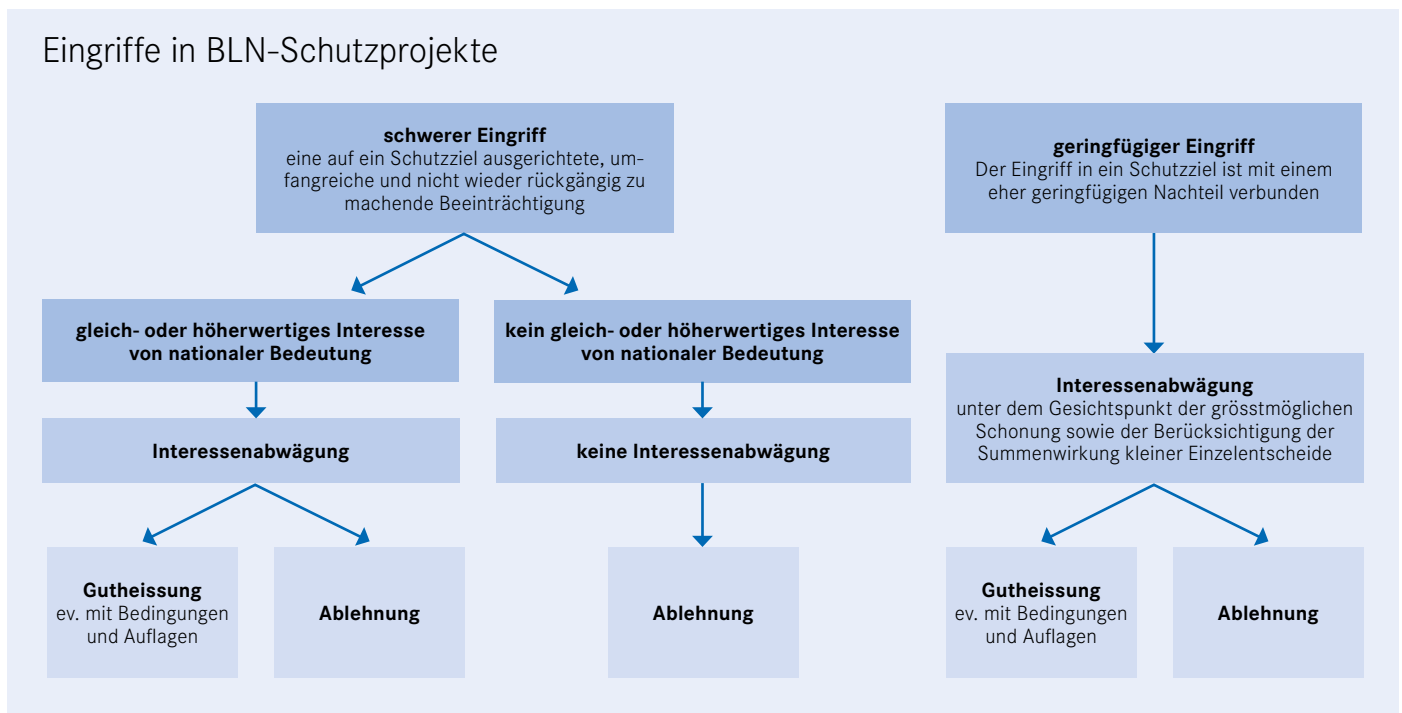 Eingriffe in BLN-Schutzprojekte
schwerer Eingriff
eine auf ein Schutzziel ausgerichtete, um-
fangreiche und nicht wieder rückgängig zu
machende Beeinträchtigung
geringfügiger Eingriff
Der Eingriff in ein Schutzziel ist mit einem
eher geringfügigen Nachteil verbunden
gleich- oder höherwertiges Interesse
von nationaler Bedeutung
kein gleich- oder höherwertiges Interesse
von nationaler Bedeutung
Interessenabwägung
unter dem Gesichtspunkt der grösstmöglichen
Schonung sowie der Berücksichtigung der
Summenwirkung kleiner Einzelentscheide
Interessenabwägung
keine Interessenabwägung
Gutheissung
ev. mit Bedingungen
und Auflagen
Ablehnung
Ablehnung
Gutheissung
ev. mit Bedingungen
und Auflagen
Ablehnung